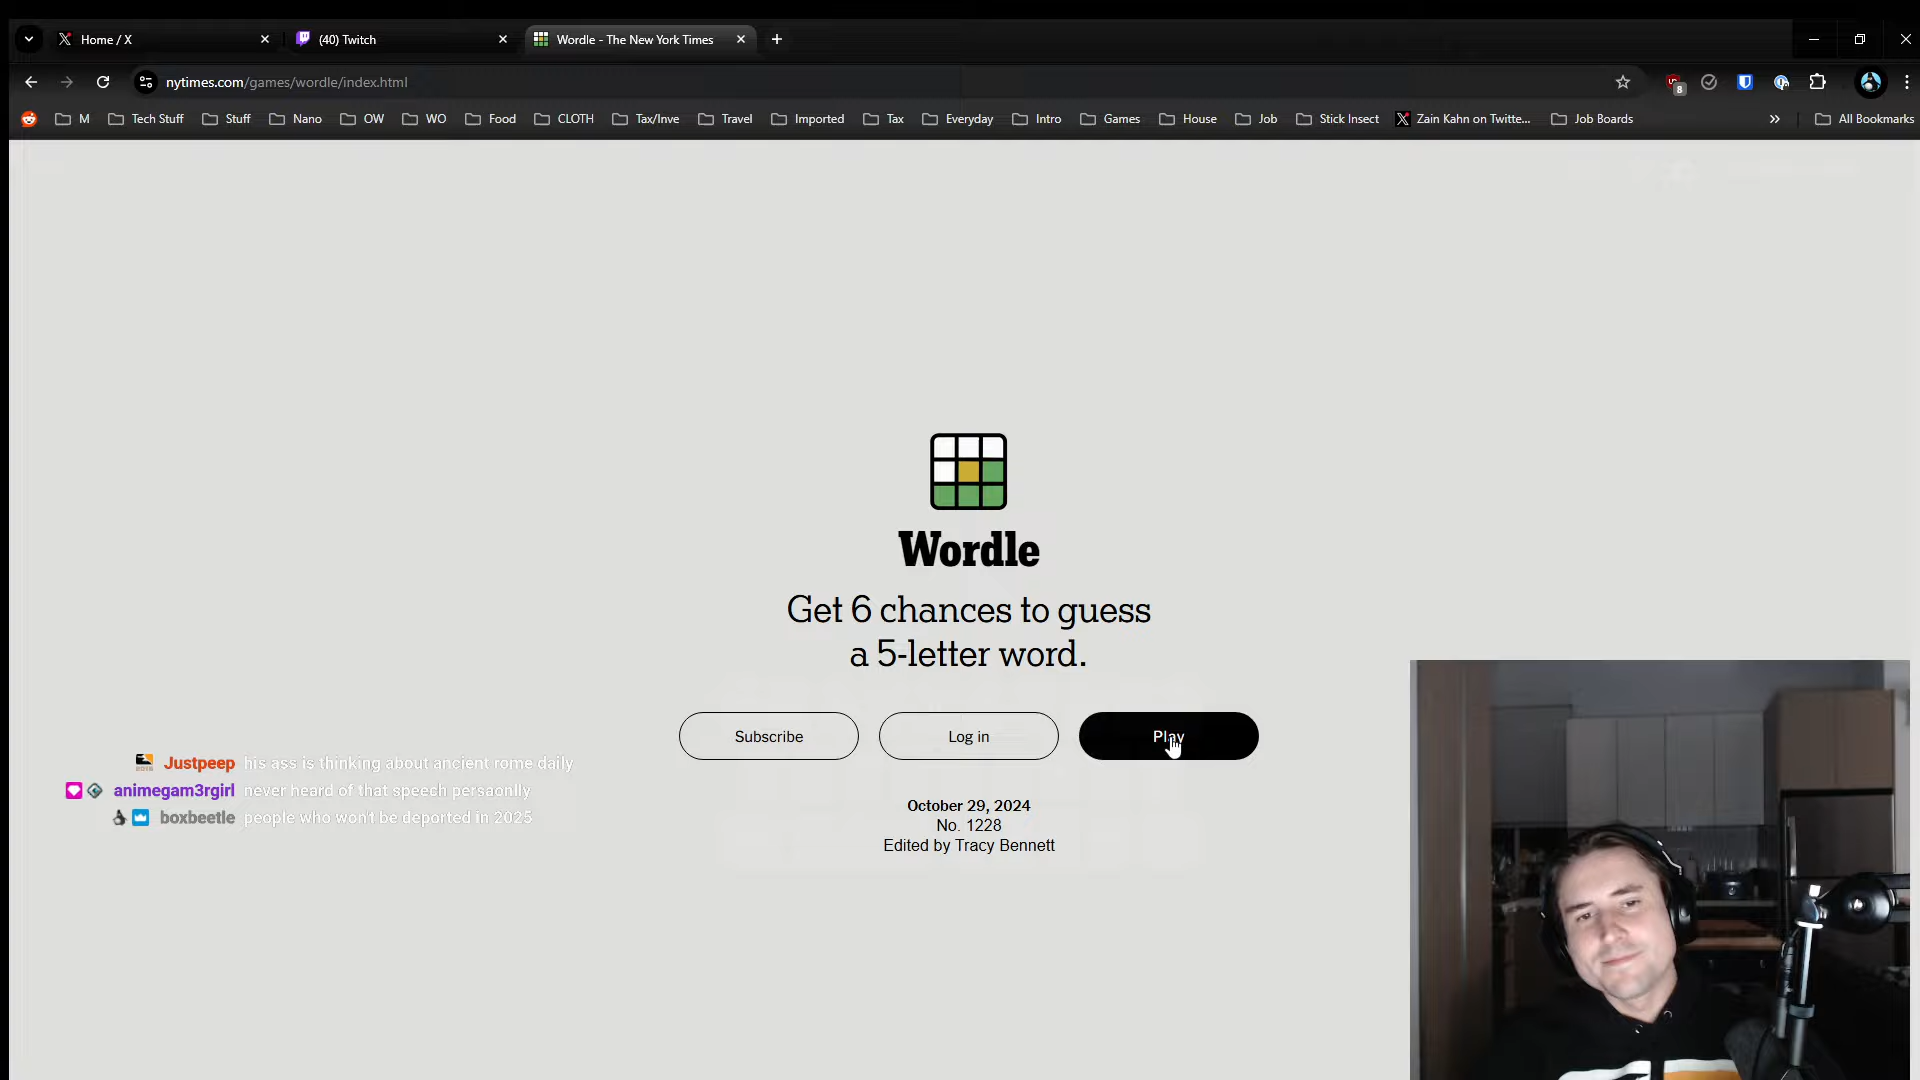 Home / X
(40) Twitch
Wordle - The New York Times
nytimes.com/games/wordle/index.html
8
M
Tech Stuff
Stuff
Nano
OW
WO
Food
CLOTH
Tax/Inve
Travel
Imported
Tax
Everyday
Intro
Games
House
Job
Stick Insect
Zain Kahn on Twitte...
Job Boards
All Bookmarks
Wordle
Get 6 chances to guess
a 5-letter word.
Subscribe
Log in
Play
October 29, 2024
No. 1228
Edited by Tracy Bennett
Justpeep his ass is thinking about ancient rome daily
animegam3rgirl never heard of that speech persaonlly
boxbeetle people who won't be deported in 2025